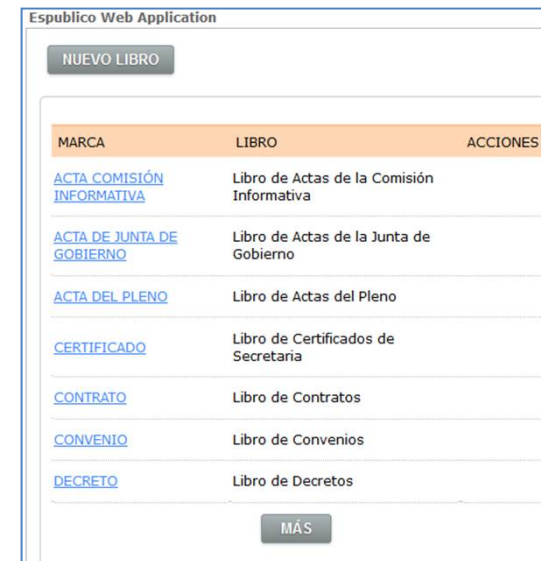 Espublico Web Application
NUEVO LIBRO
MARCA LIBRO ACCIONES
ACTA COMISIÓN Libro de Actas de la Comisión
INFORMATIVA Informativa
ACTA DE JUNTA DE Libro de Actas de la Junta de
GOBIERNO Gobierno
ACTA DEL PLENO Libro de Actas del Pleno
CERTIFICADO Libro de Certificados de
Secretaria
CONTRATO Libro de Contratos
CONVENIO Libro de Convenios
DECRETO Libro de Decretos
MÁS